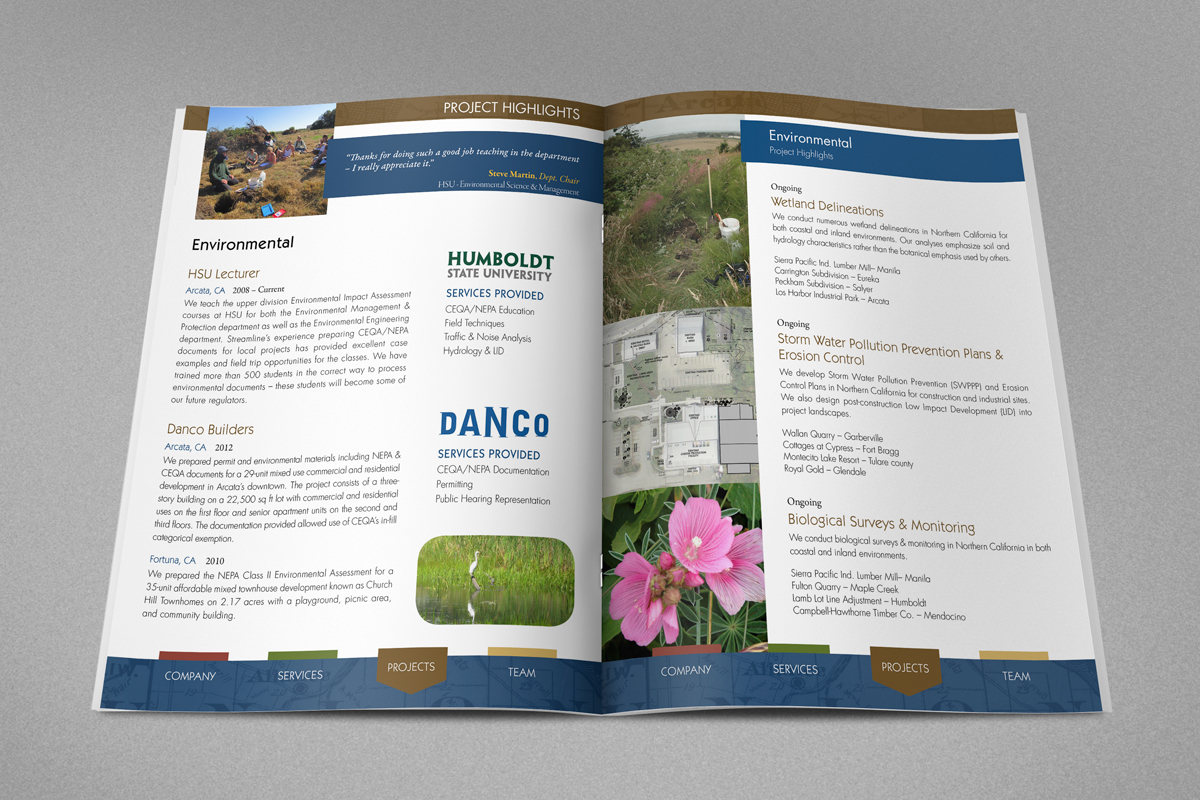 PROJECT HIGHLIGHTS
“Thanks for doing such a good job teaching in the department
– I really appreciate it.”
Steve Martin, Dept. Chair
HSU - Environmental Science & Management
Environmental
HSU Lecturer
Arcata, CA 2008 – Current
We teach the upper division Environmental Impact Assessment
courses at HSU for both the Environmental Management &
Protection department as well as the Environmental Engineering
department. Streamline’s experience preparing CEQA/NEPA
documents for local projects has provided excellent case
examples and field trip opportunities for the classes. We have
trained more than 500 students in the correct way to process
environmental documents – these students will become some of
our future regulators.
Danco Builders
Arcata, CA 2012
We prepared permit and environmental materials including NEPA &
CEQA documents for a 29-unit mixed use commercial and residential
development in Arcata’s downtown. The project consists of a three-
story building on a 22,500 sq ft lot with commercial and residential
uses on the first floor and senior apartment units on the second and
third floors. The documentation provided allowed use of CEQA’s in-fill
categorical exemption.
Fortuna, CA 2010
We prepared the NEPA Class II Environmental Assessment for a
35-unit affordable mixed townhouse development known as Church
Hill Townhomes on 2.17 acres with a playground, picnic area,
and community building.
HUMBOLDT
STATE UNIVERSITY
SERVICES PROVIDED
CEQA/NEPA Education
Field Techniques
Traffic & Noise Analysis
Hydrology & LID
DANCO
SERVICES PROVIDED
CEQA/NEPA Documentation
Permitting
Public Hearing Representation
COMPANY
SERVICES
PROJECTS
TEAM
Arcata
Environmental
Project Highlights
Ongoing
Wetland Delineations
We conduct numerous wetland delineations in Northern California for
both coastal and inland environments. Our analyses emphasize soil and
hydrology characteristics rather than the botanical emphasis used by others.
Sierra Pacific Ind. Lumber Mill– Manila
Carrington Subdivision – Eureka
Peckham Subdivision – Salyer
Los Harbor Industrial Park – Arcata
Ongoing
Storm Water Pollution Prevention Plans &
Erosion Control
We develop Storm Water Pollution Prevention (SWPPP) and Erosion
Control Plans in Northern California for construction and industrial sites.
We also design post-construction Low Impact Development (LID) into
project landscapes.
Wallan Quarry – Garberville
Cottages at Cypress – Fort Bragg
Montecito Lake Resort – Tulare county
Royal Gold – Glendale
Ongoing
Biological Surveys & Monitoring
We conduct biological surveys & monitoring in Northern California in both
coastal and inland environments.
Sierra Pacific Ind. Lumber Mill– Manila
Fulton Quarry – Maple Creek
Lamb Lot Line Adjustment – Humboldt
Campbell-Hawthorne Timber Co. – Mendocino
COMPANY
SERVICES
PROJECTS
TEAM